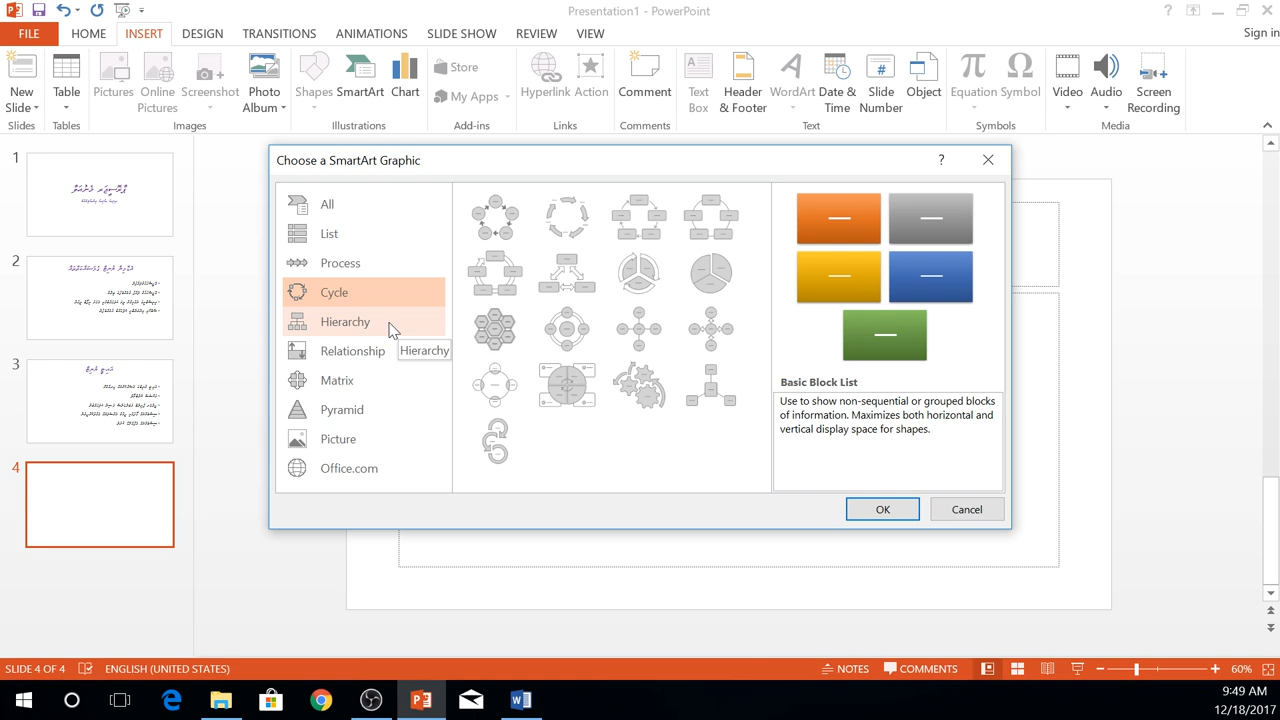 Presentation1 - PowerPoint
FILE HOME INSERT DESIGN TRANSITIONS ANIMATIONS SLIDE SHOW REVIEW VIEW Sign in
New Slide Table Pictures Online Pictures Screenshot Photo Album Shapes SmartArt Chart Store My Apps Hyperlink Action Comment Text Box Header & Footer WordArt Date & Time Slide Number Object Equation Symbol Video Audio Screen Recording
Slides Tables Images Illustrations Add-ins Links Comments Text Symbols Media
Choose a SmartArt Graphic
All
List
Process
Cycle
Hierarchy
Relationship
Hierarchy
Matrix
Pyramid
Picture
Office.com
Basic Block List
Use to show non-sequential or grouped blocks
of information. Maximizes both horizontal and
vertical display space for shapes.
OK Cancel
1
2
3
4
SLIDE 4 OF 4 ENGLISH (UNITED STATES) NOTES COMMENTS 60%
9:49 AM
12/18/2017